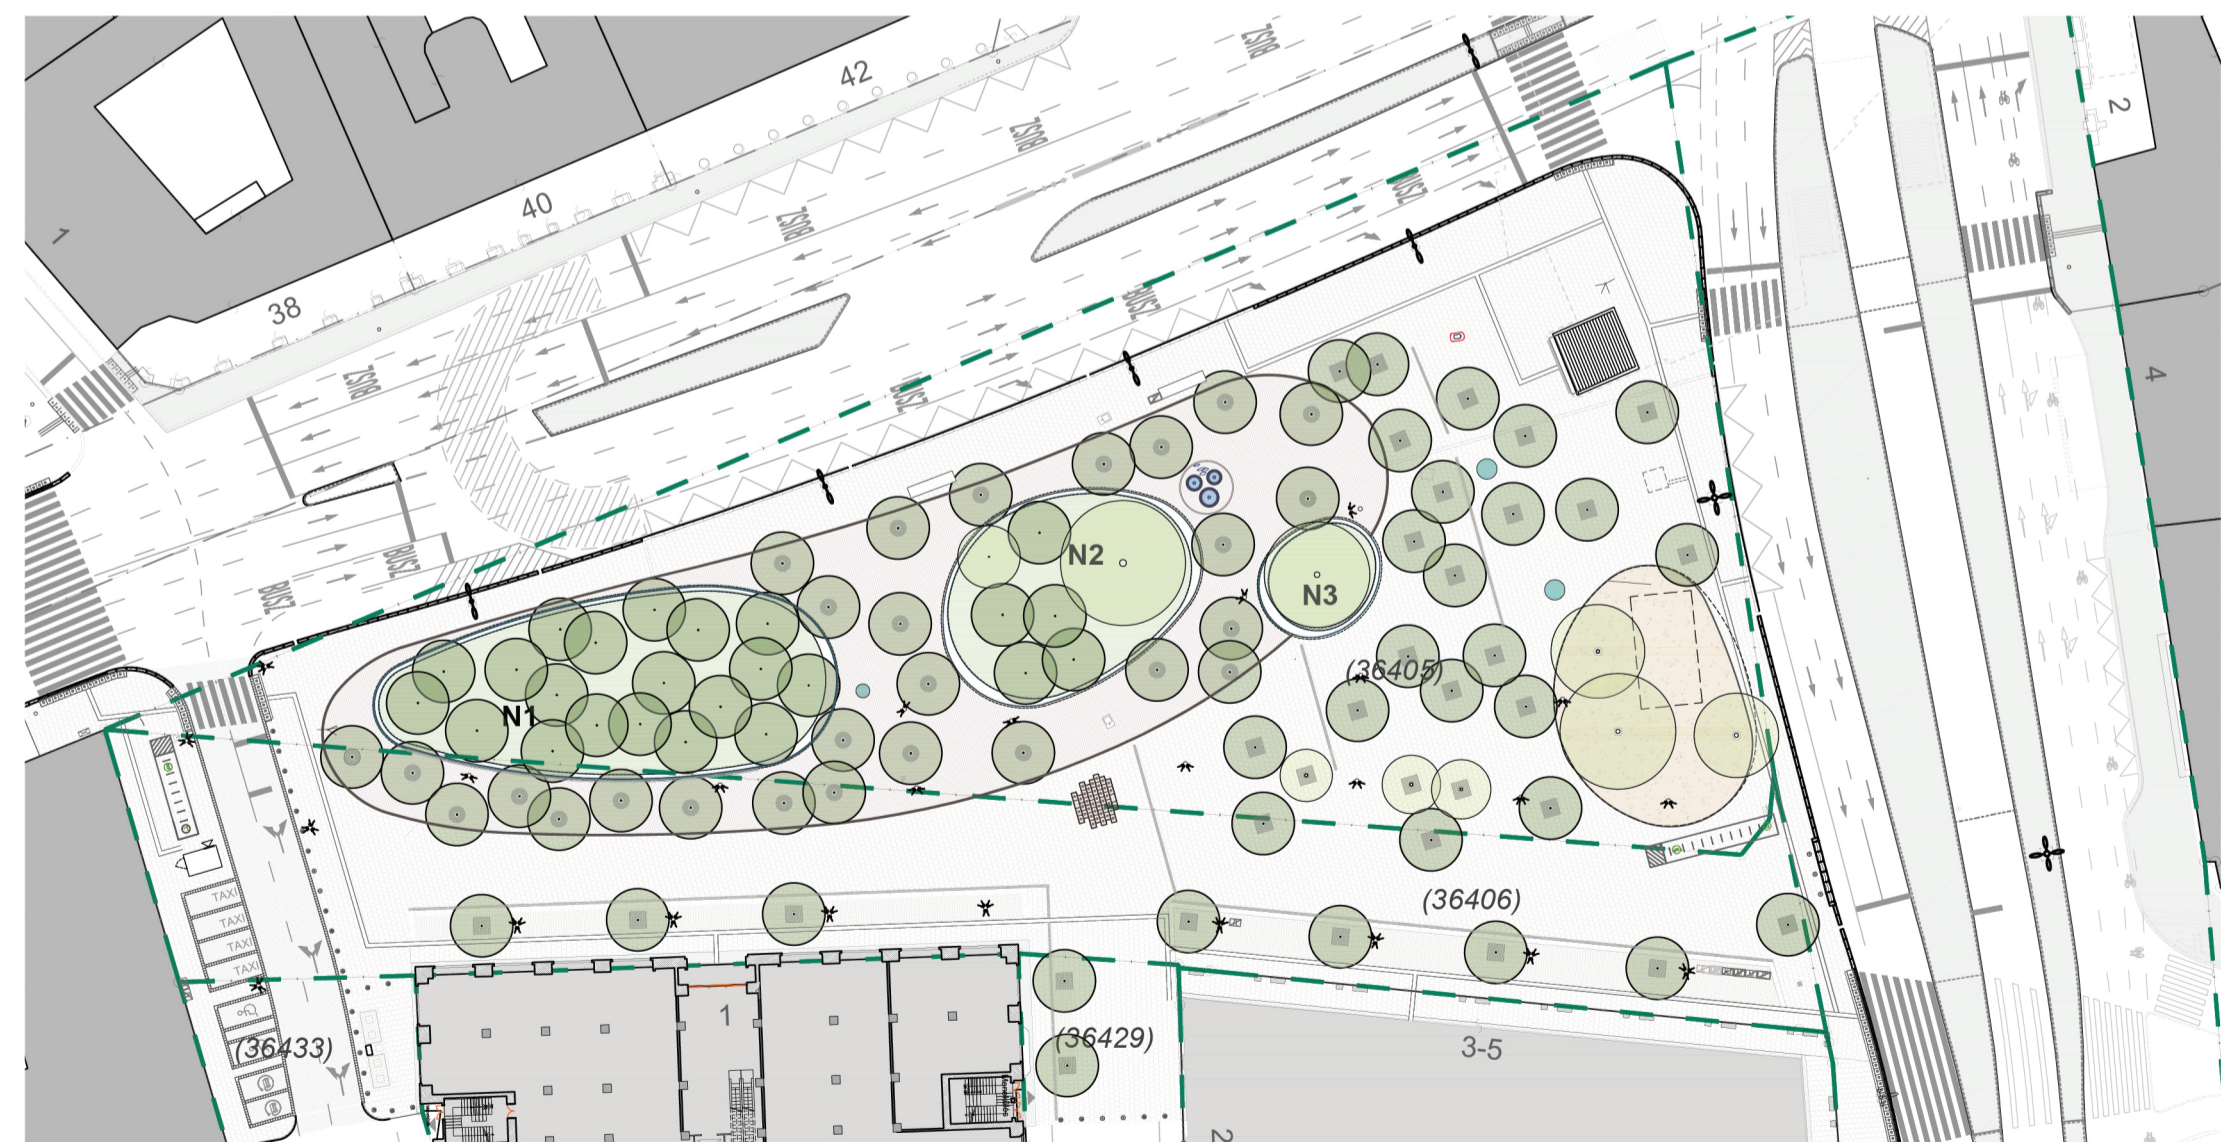 BUSZ
42
BUSZ
2
1
40
BUSZ
BUSZ
38
BUSZ
BUSZ
BUSZ
4
BUSZ
BUSZ
N2
N3
(36405)
N1
TAXI
TAXI
TAXI
TAXI
(36406)
1
(36433)
(36429)
3-5
2